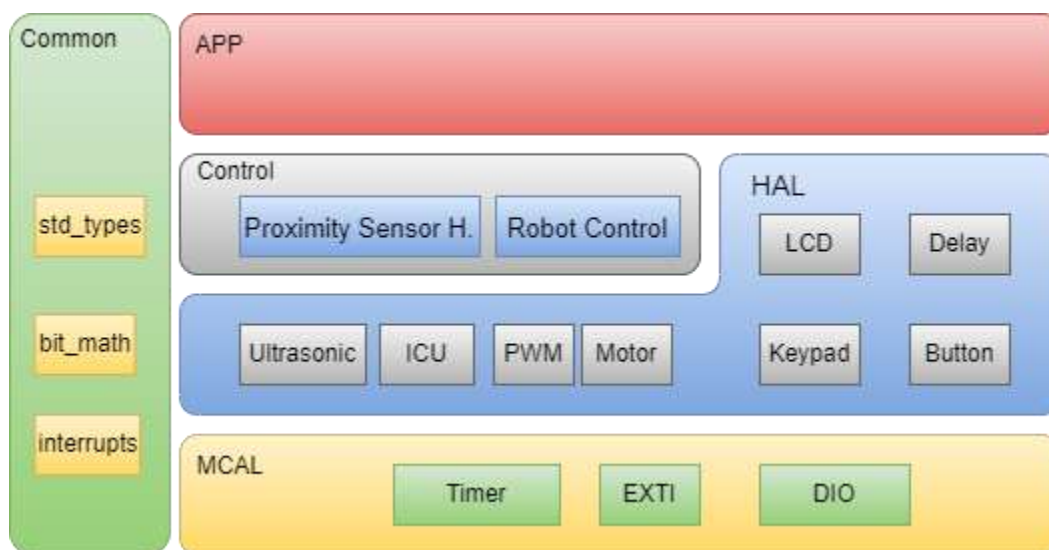 Common
std_types
bit_math
interrupts
APP
Control
Proximity Sensor H.
Robot Control
HAL
LCD
Delay
Ultrasonic
ICU
PWM
Motor
Keypad
Button
MCAL
Timer
EXTI
DIO